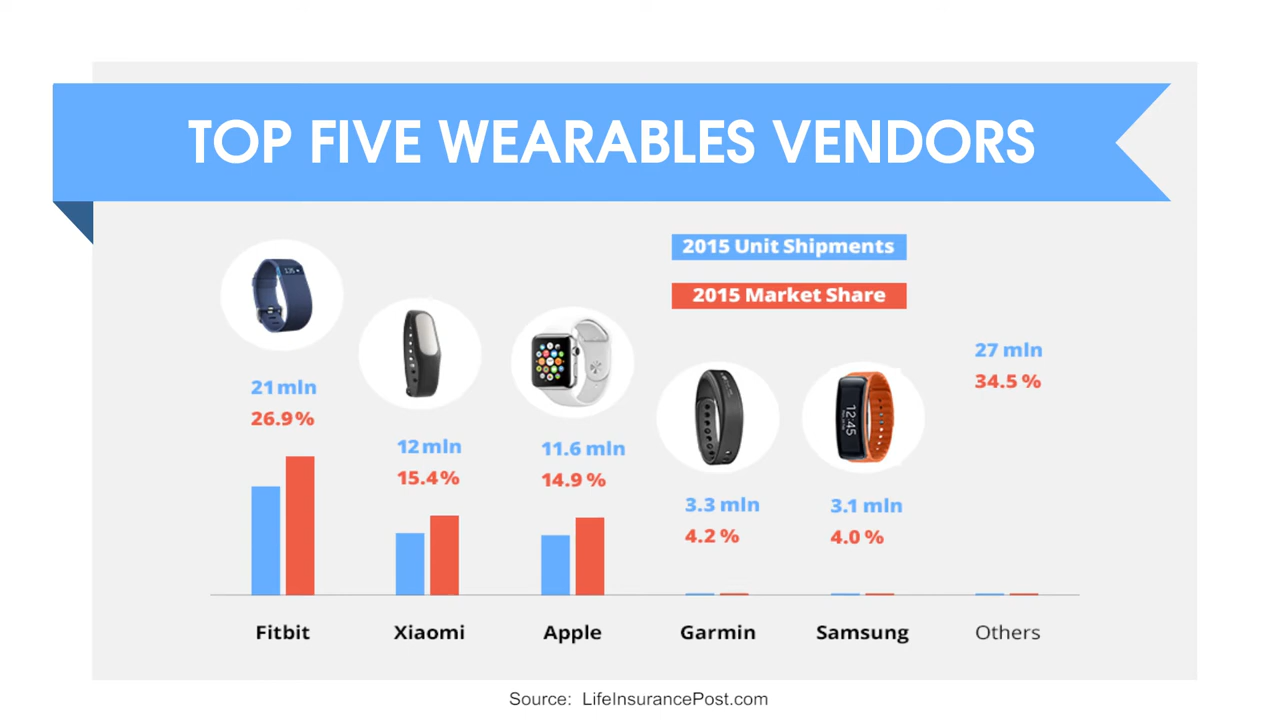 TOP FIVE WEARABLES VENDORS
2015 Unit Shipments
2015 Market Share
21 mln
26.9%
12 mln
15.4%
11.6 mln
14.9 %
3.3 mln
4.2 %
12:45
3.1 mln
4.0 %
27 mln
34.5 %
Fitbit
Xiaomi
Apple
Garmin
Samsung
Others
Source: LifeInsurancePost.com